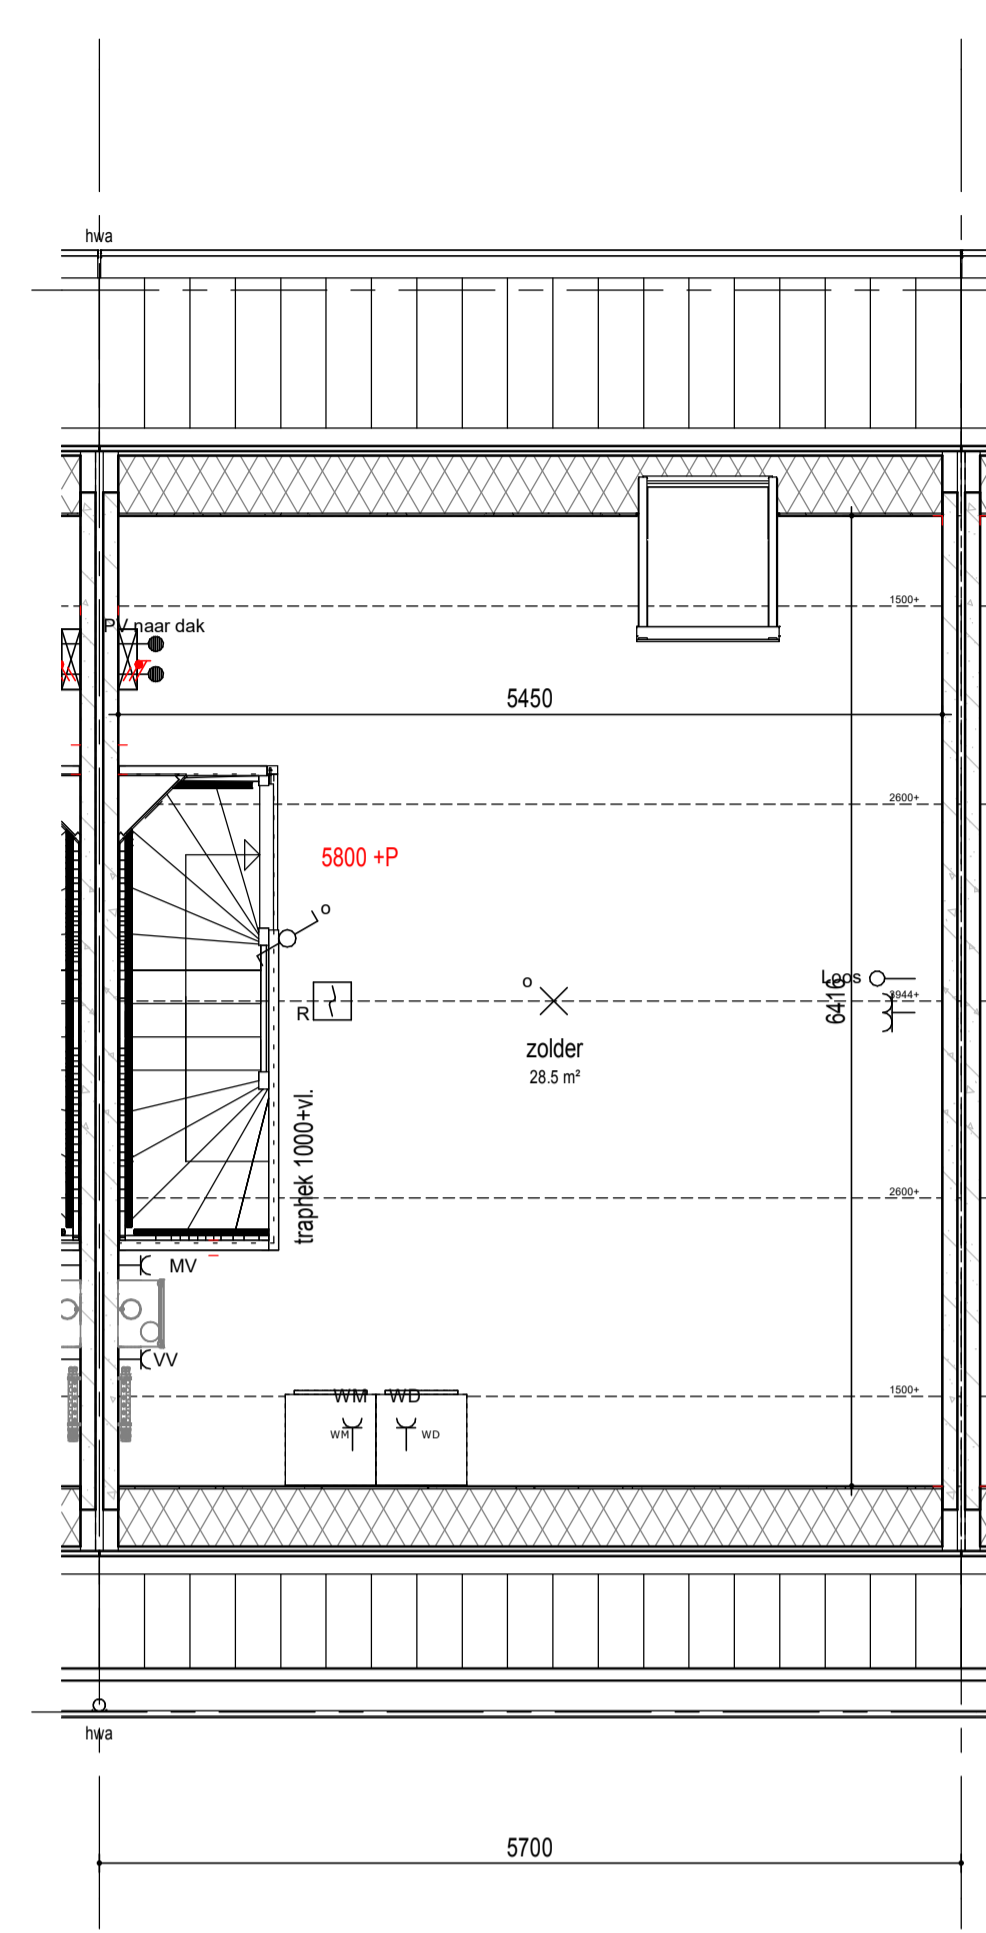 hwa
1500+
PV naar dak
5450
2600+
5800 +P
o
o
Loos
3944+
R
6416
zolder
28.5 m²
traphek 1000+vl.
2600+
MV
VV
1500+
WM WD
WM WD
hwa
5700